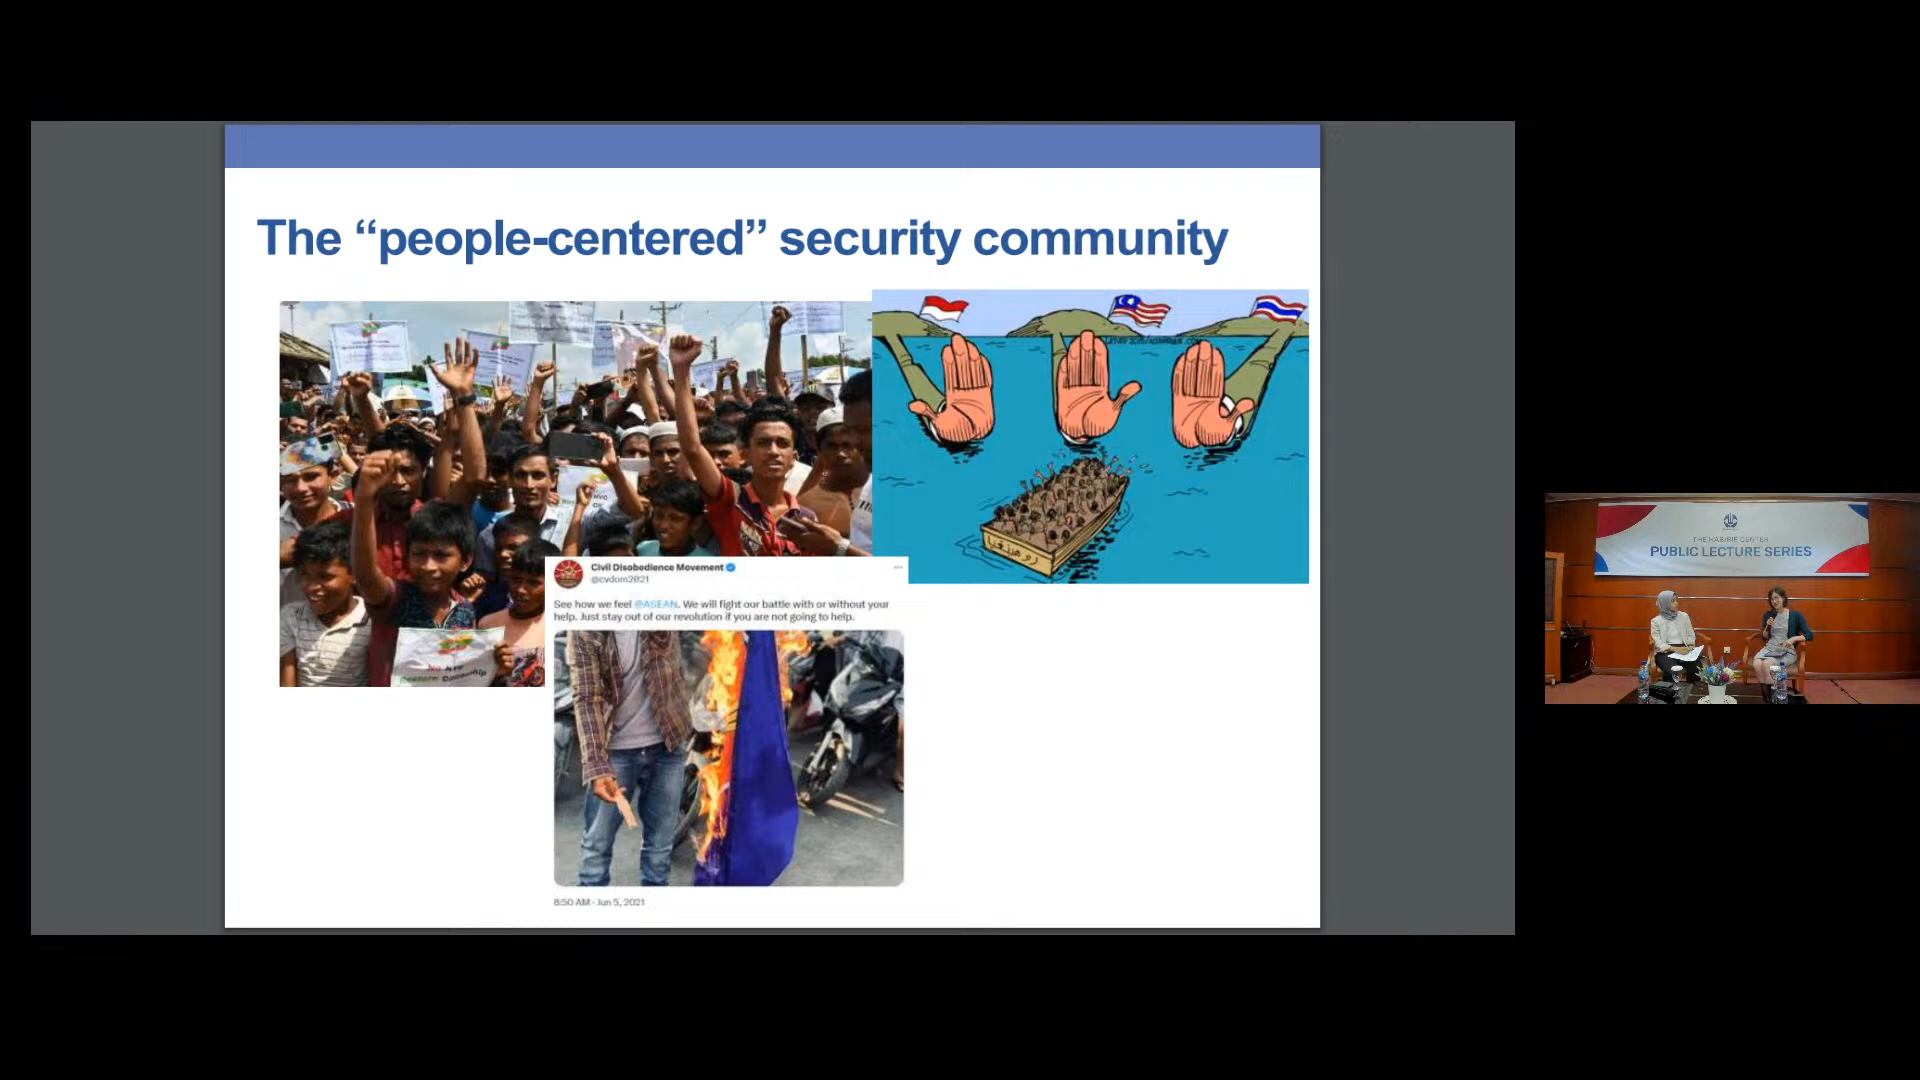 The “people-centered” security community
Civil Disobedience Movement
@cvdom2021
See how we feel @ASEAN. We will fight our battle with or without your
help. Just stay out of our revolution if you are not going to help.
8:50 AM · Jun 5, 2021
THE HABIBIE CENTER
PUBLIC LECTURE SERIES